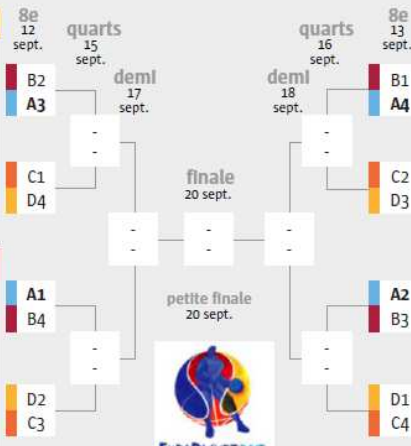 8e
12
sept.
quarts
15
sept.
demi
17
sept.
finale
20 sept.
demi
18
sept.
quarts
16
sept.
8e
13
sept.
B2
A3
-
-
C1
D4
-
-
-
-
-
-
petite finale
20 sept.
A1
B4
-
-
D2
C3
B1
A4
-
-
C2
D3
A2
B3
-
-
D1
C4